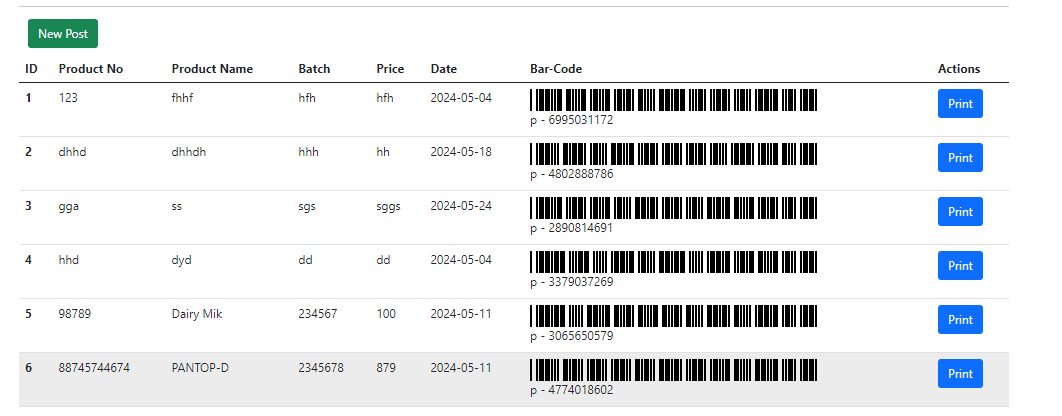 New Post
ID Product No Product Name Batch Price Date Bar-Code Actions
1 123 fhhf hfh hfh 2024-05-04 Print
p - 6995031172
2 dhhd dhhdh hhh hh 2024-05-18 Print
p - 4802888786
3 gga ss sgs sggs 2024-05-24 Print
p - 2890814691
4 hhd dyd dd dd 2024-05-04 Print
p - 3379037269
5 98789 Dairy Mik 234567 100 2024-05-11 Print
p - 3065650579
6 88745744674 PANTOP-D 2345678 879 2024-05-11 Print
p - 4774018602